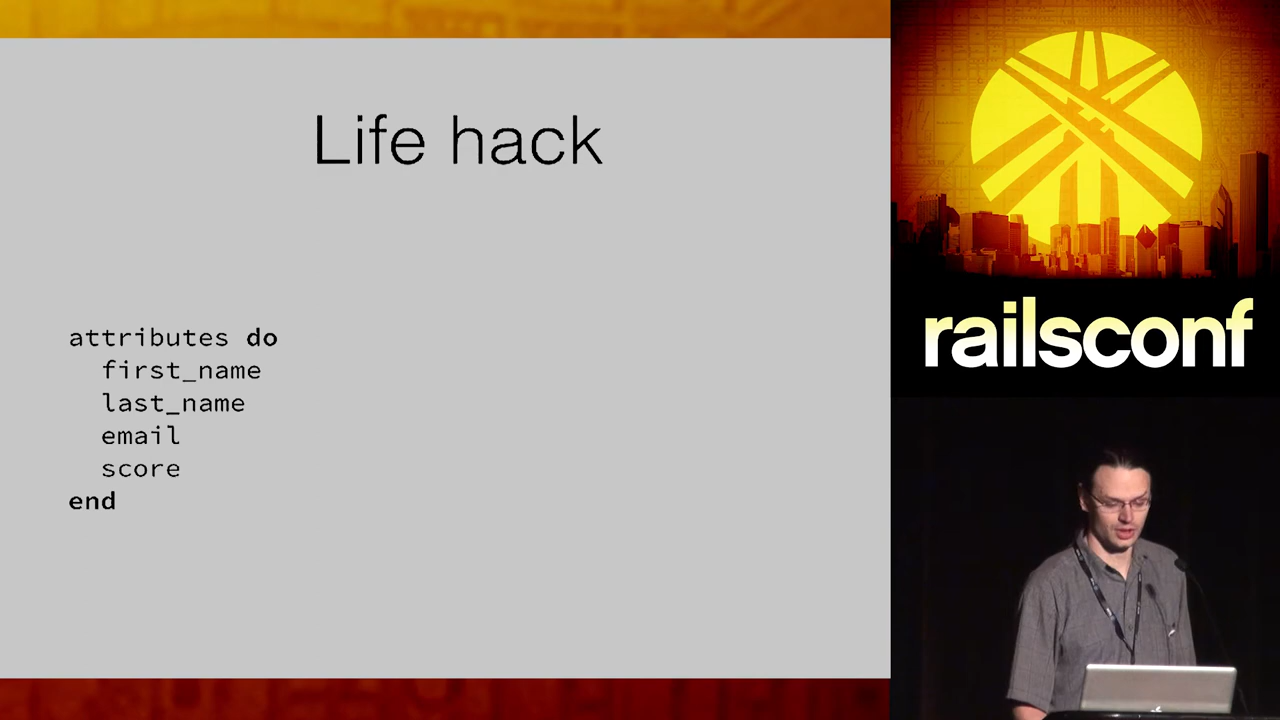 Life hack
attributes do
  first_name
  last_name
  email
  score
end
railsconf